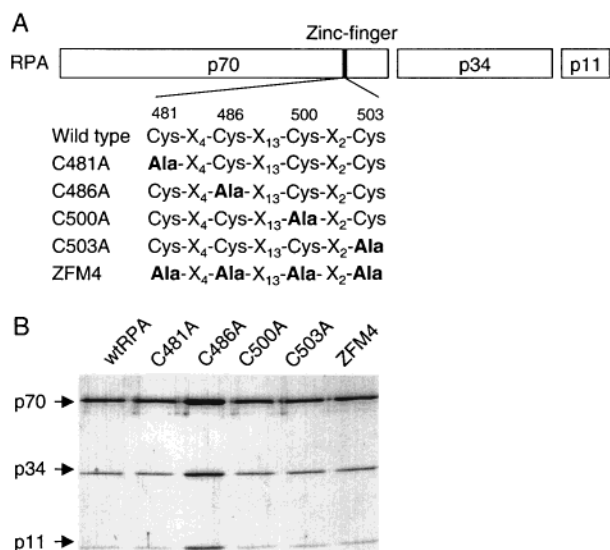 A
Zinc-finger
RPA p70 p34 p11
481 486 500 503
Wild type Cys-X4-Cys-X13-Cys-X2-Cys
C481A Ala-X4-Cys-X13-Cys-X2-Cys
C486A Cys-X4-Ala-X13-Cys-X2-Cys
C500A Cys-X4-Cys-X13-Ala-X2-Cys
C503A Cys-X4-Cys-X13-Cys-X2-Ala
ZFM4 Ala-X4-Ala-X13-Ala-X2-Ala
B
wtRPA C481A C486A C500A C503A ZFM4
p70
p34
p11